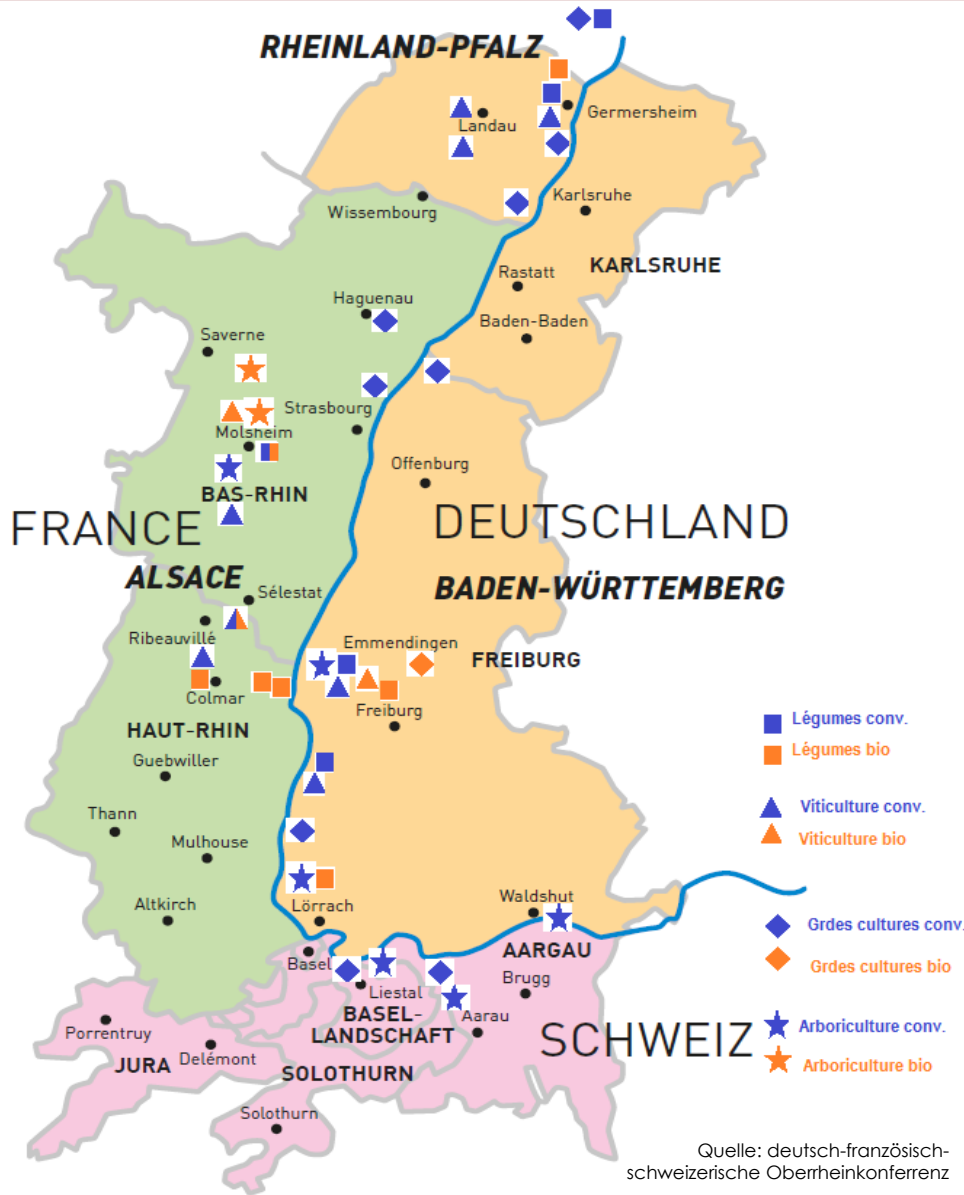 RHEINLAND-PFALZ
Germersheim
Landau
Karlsruhe
Wissembourg
KARLSRUHE
Rastatt
Haguenau
Baden-Baden
Saverne
Strasbourg
Molsheim
Offenburg
BAS-RHIN
FRANCE
DEUTSCHLAND
ALSACE
BADEN-WÜRTTEMBERG
Sélestat
Ribeauvillé
Emmendingen
FREIBURG
Colmar
Freiburg
HAUT-RHIN
Guebwiller
Thann
Mulhouse
Altkirch
Lörrach
Waldshut
Légumes conv.
Légumes bio
Viticulture conv.
Viticulture bio
Grdes cultures conv.
Grdes cultures bio
Arboriculture conv.
Arboriculture bio
Basel
AARGAU
Liestal
Brugg
BASEL-
LANDSCHAFT
Aarau
SCHWEIZ
Porrentruy
JURA
Delémont
SOLOTHURN
Solothurn
Quelle: deutsch-französisch-
schweizerische Oberrheinkonferrenz